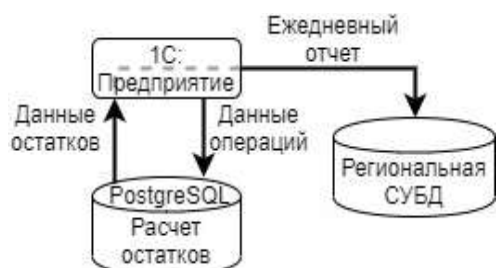 Ежедневный
отчет
1С:
Предприятие
Данные
остатков
Данные
операций
PostgreSQL
Расчет
остатков
Региональная
СУБД